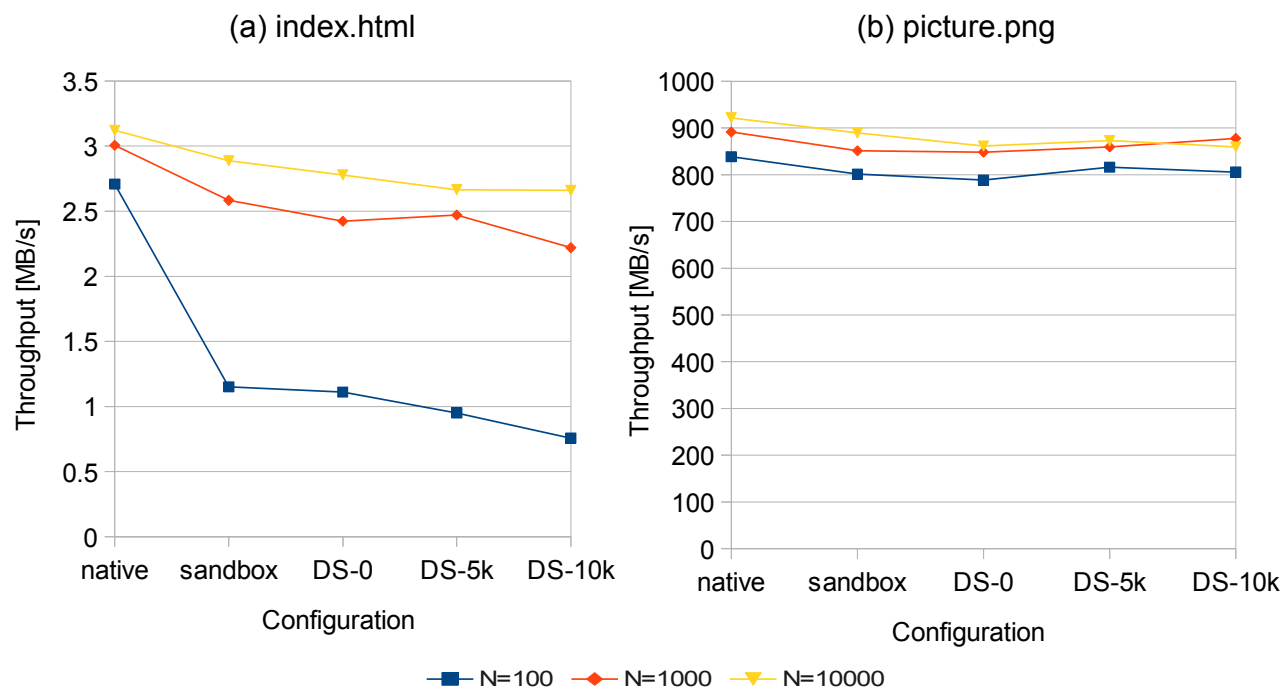 (a) index.html
3.5
3
2.5
2
1.5
1
0.5
0
Throughput [MB/s]
native sandbox DS-0 DS-5k DS-10k
Configuration
(b) picture.png
1000
900
800
700
600
500
400
300
200
100
0
Throughput [MB/s]
native sandbox DS-0 DS-5k DS-10k
Configuration
N=100 N=1000 N=10000